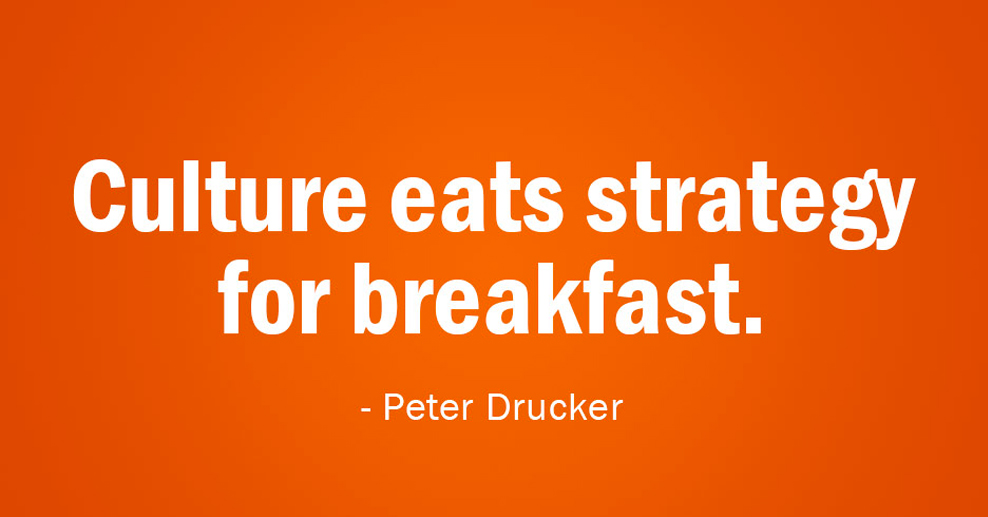 Culture eats strategy
for breakfast.
- Peter Drucker